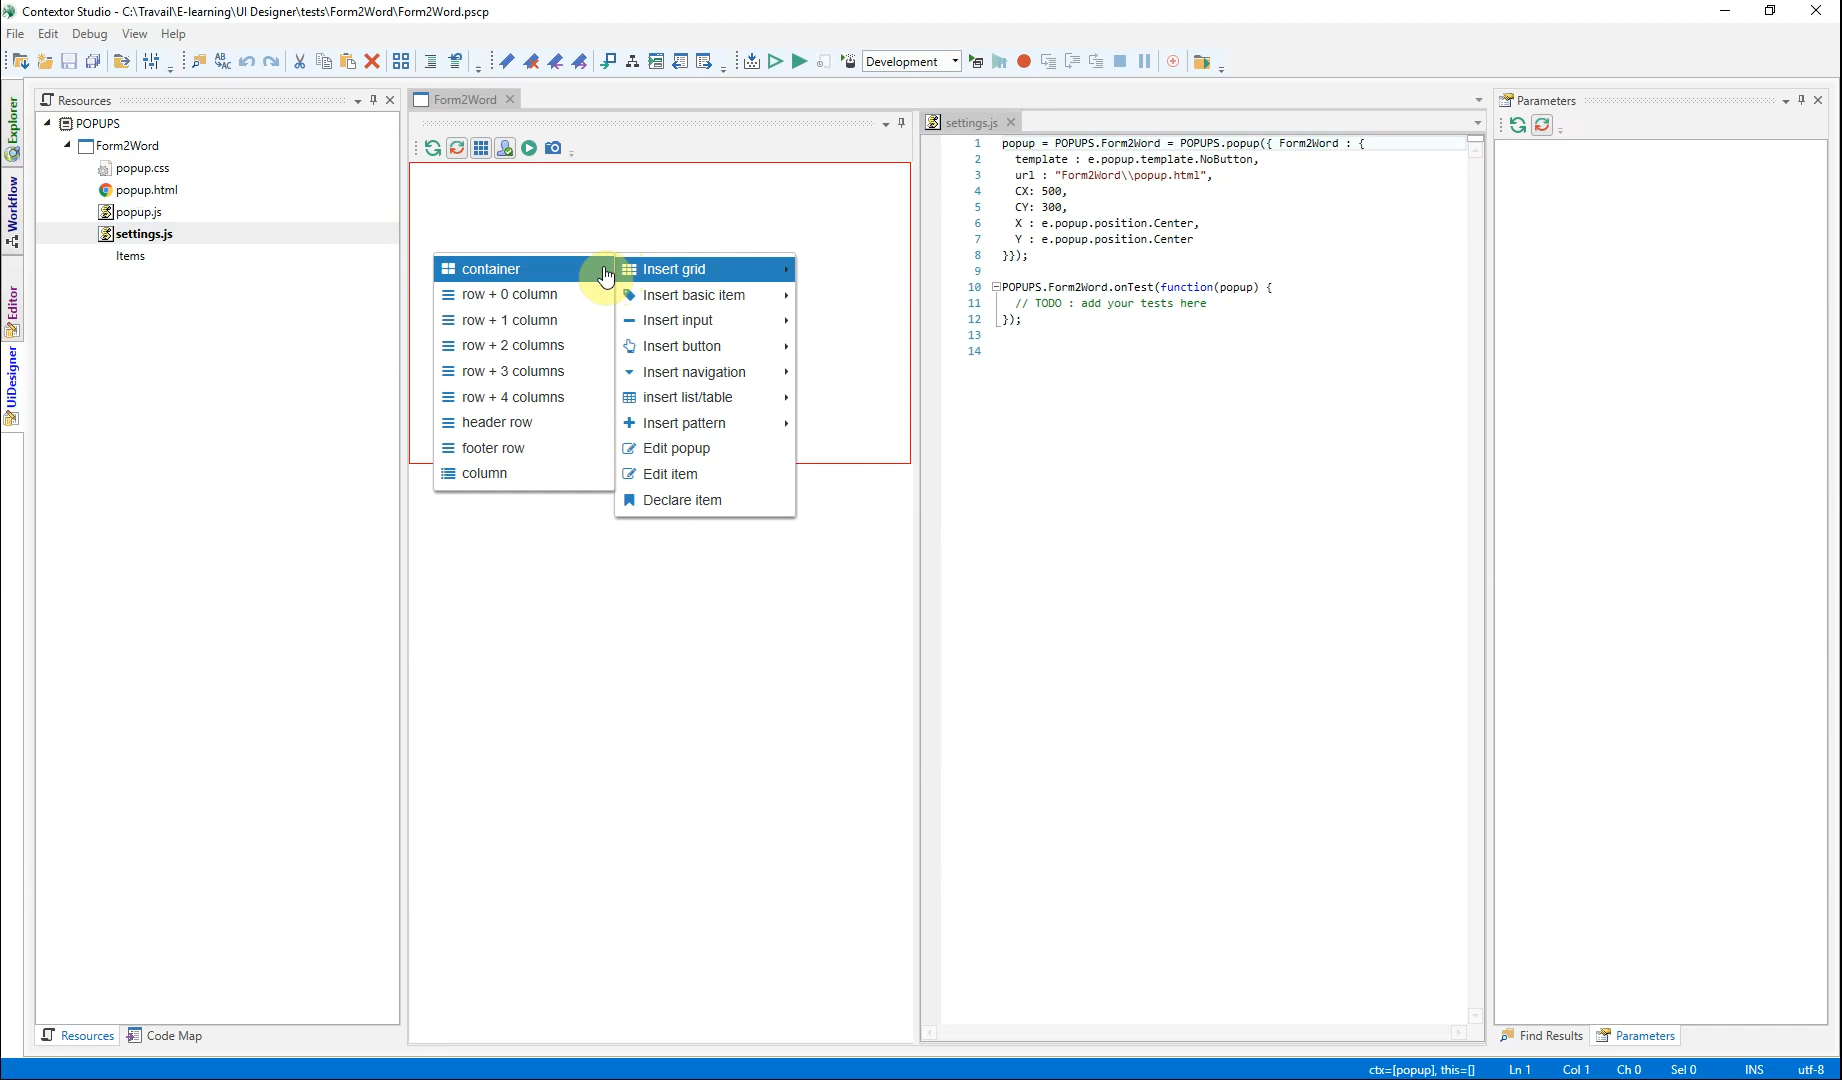 Contextor Studio - C:\Travail\E-learning\UI Designer\tests\Form2Word\Form2Word.pscp
File Edit Debug View Help
Development
Explorer
Workflow
Editor
UiDesigner
Resources
POPUPS
Form2Word
popup.css
popup.html
popup.js
settings.js
Items
Form2Word
container
row + 0 column
row + 1 column
row + 2 columns
row + 3 columns
row + 4 columns
header row
footer row
column
Insert grid
Insert basic item
Insert input
Insert button
Insert navigation
insert list/table
Insert pattern
Edit popup
Edit item
Declare item
settings.js
1 popup = POPUPS.Form2Word = POPUPS.popup({ Form2Word : {
2 template : e.popup.template.NoButton,
3 url : "Form2Word\\popup.html",
4 CX: 500,
5 CY: 300,
6 X : e.popup.position.Center,
7 Y : e.popup.position.Center
8 }});
9
10 POPUPS.Form2Word.onTest(function(popup) {
11 // TODO : add your tests here
12 });
13
14
Parameters
Resources Code Map
Find Results Parameters
ctx=[popup], this=[] Ln 1 Col 1 Ch 0 Sel 0 INS utf-8